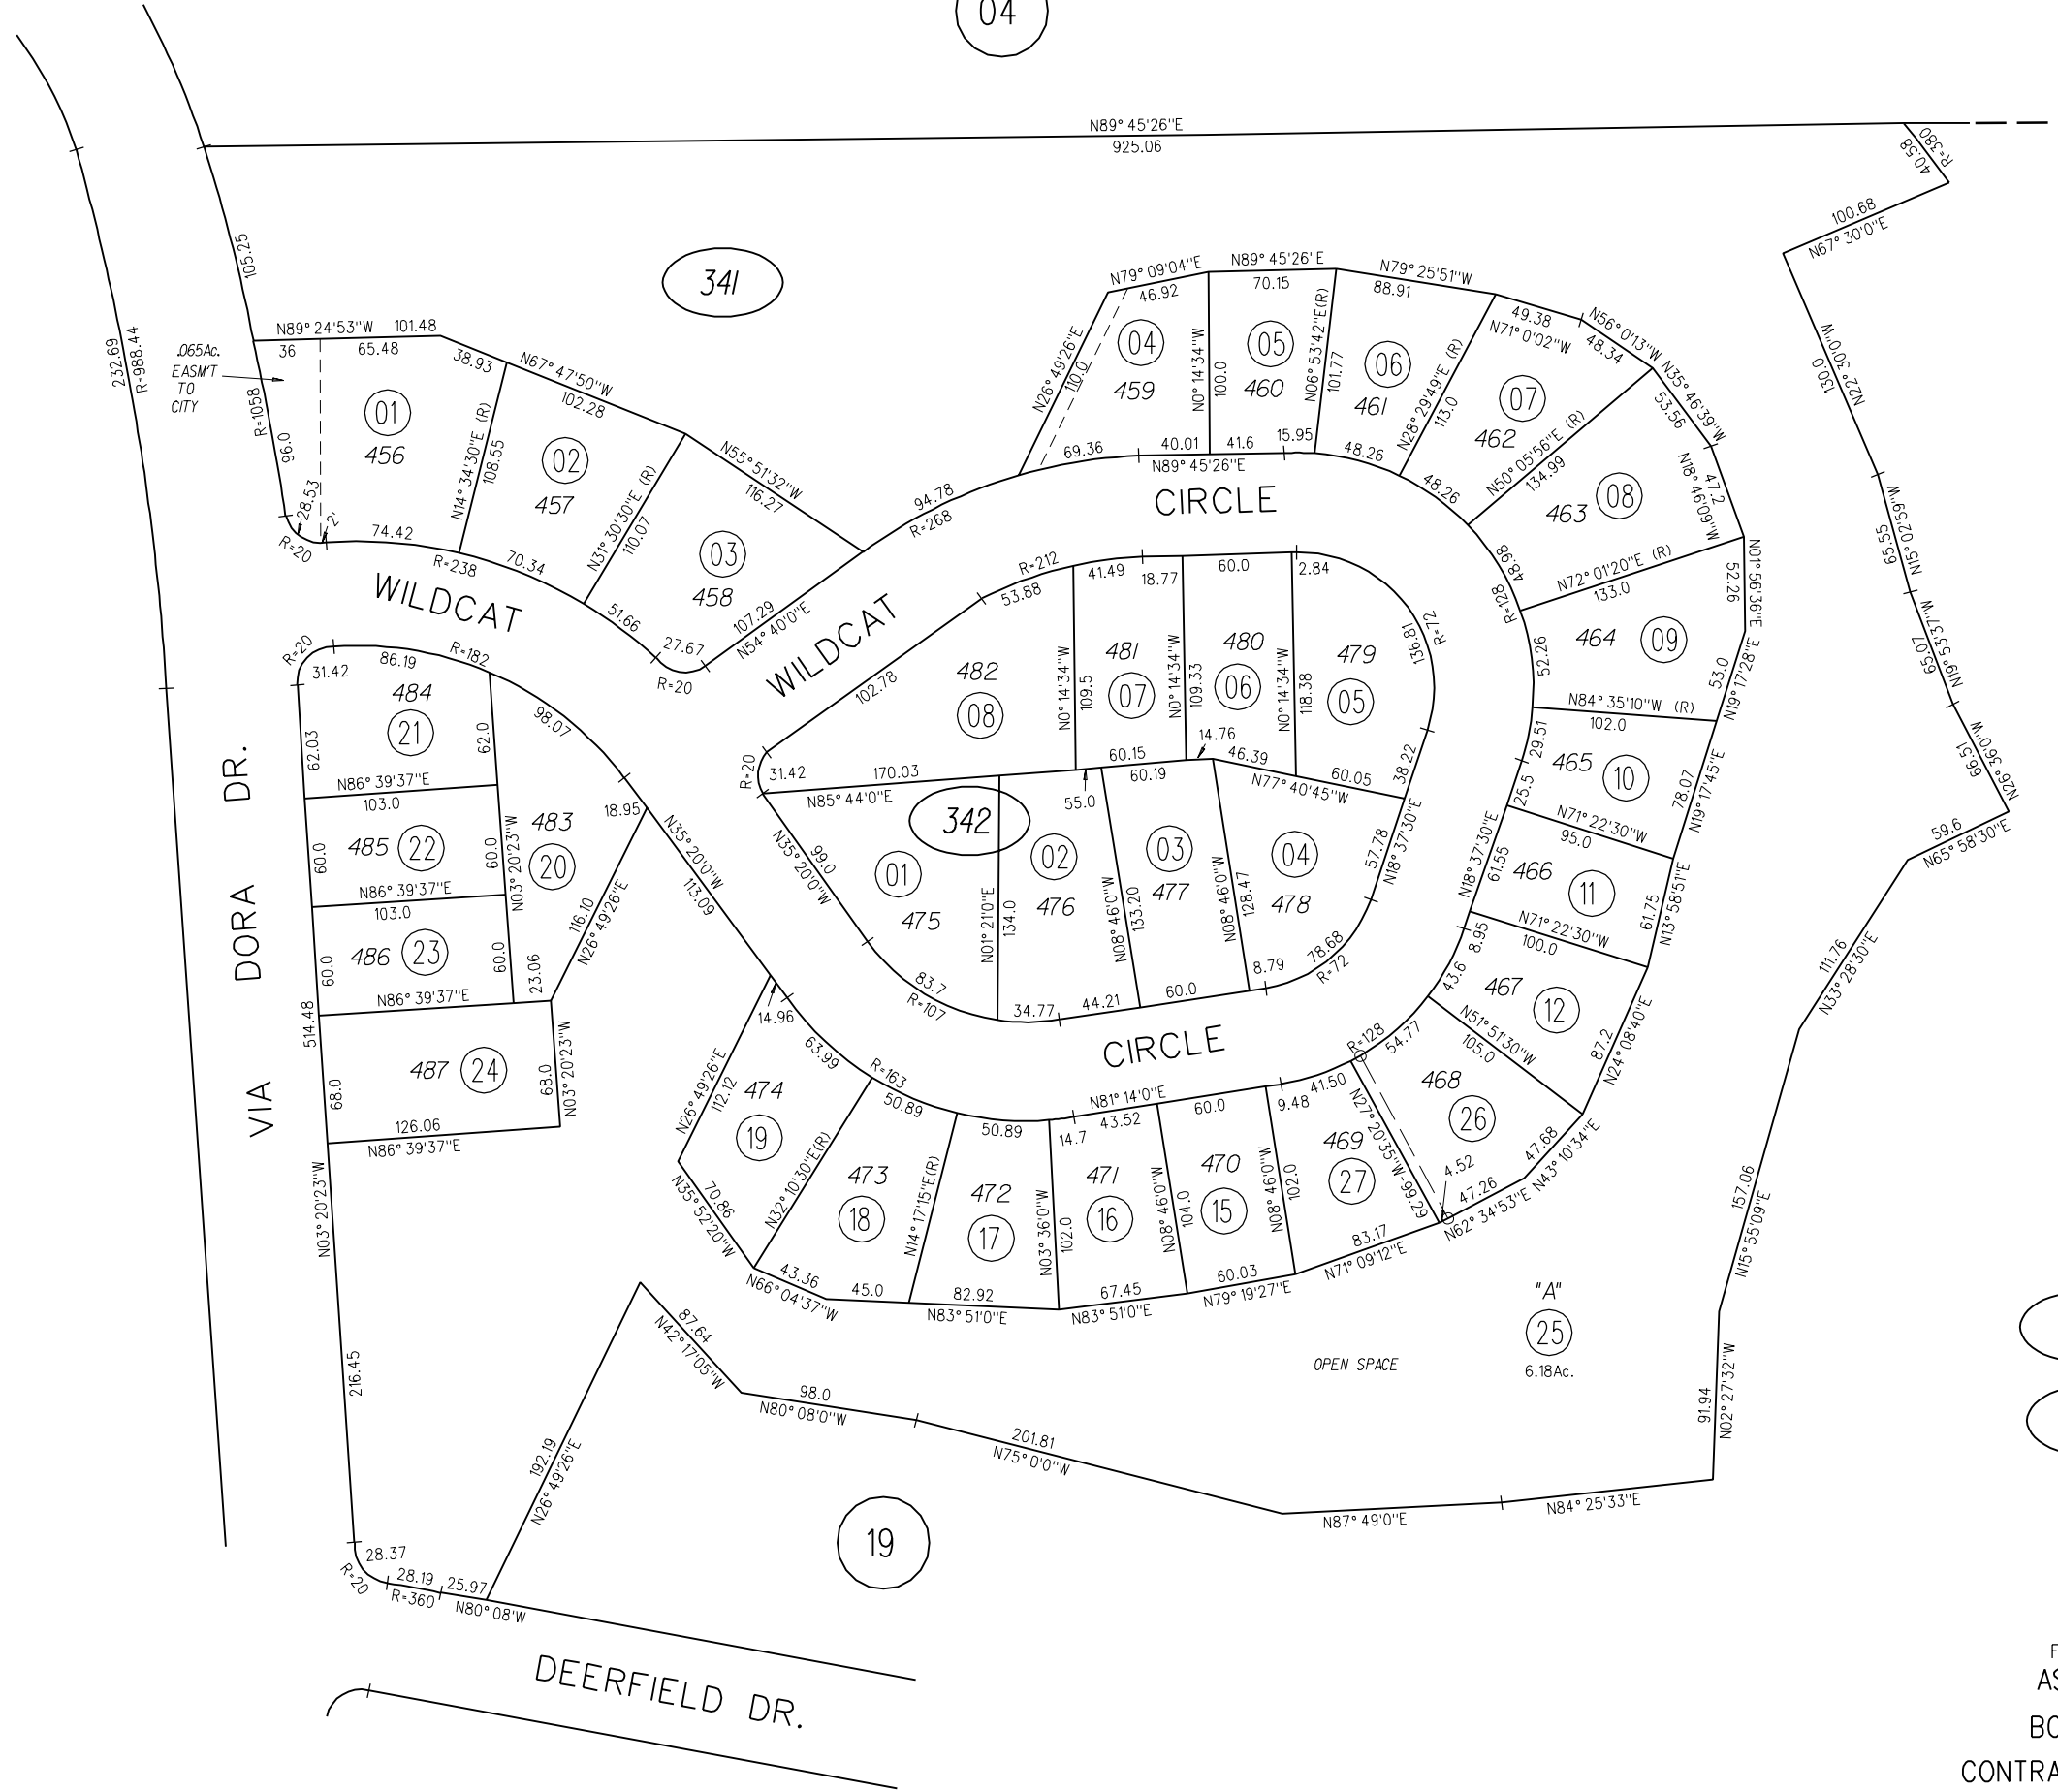 04
N89° 45'26"E
925.06
R=380
40.58
100.68
N67° 30'0"E
130.0
N22° 30'0"W
65.55
N15° 02'59"W
65.07
N19° 53'37"W
66.51
N26° 36'0"W
59.6
N65° 58'30"E
111.76
N33° 28'30"E
157.06
N15° 55'09"E
91.94
N02° 27'32"W
N84° 25'33"E
N87° 49'0"E
201.81
N75° 0'0"W
98.0
N80° 08'0"W
87.64
N42° 17'05"W
192.19
N26° 49'26"E
341
105.25
232.69
R=988.44
.065Ac.
EASM'T
TO
CITY
R=1058
96.0
28.53
2'
R=20
N89° 24'53"W 101.48
36
65.48
38.93
01
456
74.42
N14° 34'30"E (R)
108.55
N67° 47'50"W
102.28
02
457
R=238
70.34
N31° 30'30"E (R)
110.07
N55° 51'32"W
116.27
03
458
51.66
27.67
R=20
107.29
N54° 40'0"E
94.78
R=268
N26° 49'26"E
110.0
N79° 09'04"E
46.92
04
459
69.36
40.01
N0° 14'34"W
100.0
N89° 45'26"E
70.15
05
460
41.6
15.95
N89° 45'26"E
N06° 53'42"E(R)
101.77
N79° 25'51"W
88.91
06
461
48.26
N28° 29'49"E (R)
113.0
49.38
N71° 0'02"W
N56° 0'13"W
48.34
07
462
48.26
N50° 05'56"E (R)
134.99
N35° 46'39"W
53.56
N18° 46'09"W
47.2
08
463
48.98
R=128
N72° 01'20"E (R)
133.0
N01° 56'36"E
52.26
464
09
52.26
53.0
N19° 17'28"E
N84° 35'10"W (R)
102.0
29.51
465
10
25.5
78.07
N19° 17'45"E
N71° 22'30"W
95.0
N18° 37'30"E
61.55
466
11
61.75
N13° 58'51"E
N71° 22'30"W
100.0
8.95
43.6
467
12
87.2
N24° 08'40"E
N51° 51'30"W
105.0
R=128
54.77
468
26
47.68
N43° 10'34"E
4.52
47.26
N62° 34'53"E
N27° 20'35"W-99.29
41.50
9.48
469
27
83.17
N71° 09'12"E
N08° 46'0"W
102.0
N81° 14'0"E
60.0
470
15
60.03
N79° 19'27"E
N08° 46'0"W
104.0
43.52
14.7
471
16
67.45
N83° 51'0"E
N03° 36'0"W
102.0
50.89
472
17
82.92
N83° 51'0"E
N14° 17'15"E(R)
R=163
50.89
473
18
45.0
43.36
N66° 04'37"W
N32° 10'30"E(R)
63.99
14.96
474
19
70.86
N35° 52'20"W
N26° 49'26"E
112.12
WILDCAT
WILDCAT
CIRCLE
CIRCLE
R=212
53.88
41.49
18.77
60.0
2.84
R=72
136.81
482
08
102.78
R=20
31.42
170.03
N85° 44'0"E
N0° 14'34"W
109.5
481
07
60.15
N0° 14'34"W
109.33
480
06
14.76
46.39
N0° 14'34"W
118.38
479
05
38.22
60.05
N77° 40'45"W
342
55.0
60.19
N35° 20'0"W
99.0
01
475
83.7
R=107
N01° 21'0"E
134.0
02
476
34.77
44.21
N08° 46'0"W
133.20
03
477
60.0
N08° 46'0"W
128.47
04
478
8.79
78.68
R=72
57.78
N18° 37'30"E
R=20
31.42
86.19
R=182
484
21
62.03
62.0
98.07
N86° 39'37"E
103.0
485
22
60.0
60.0
N03° 20'23"W
483
20
18.95
116.10
N26° 49'26"E
N35° 20'0"W
113.09
N86° 39'37"E
103.0
486
23
60.0
60.0
23.06
N86° 39'37"E
514.48
487
24
68.0
68.0
N03° 20'23"W
126.06
N86° 39'37"E
N03° 20'23"W
216.45
VIA DORA DR.
"A"
25
6.18Ac.
OPEN SPACE
19
28.37
R=20
28.19
R=360
25.97
N80° 08'W
DEERFIELD DR.
F
AS
BO
CONTRA